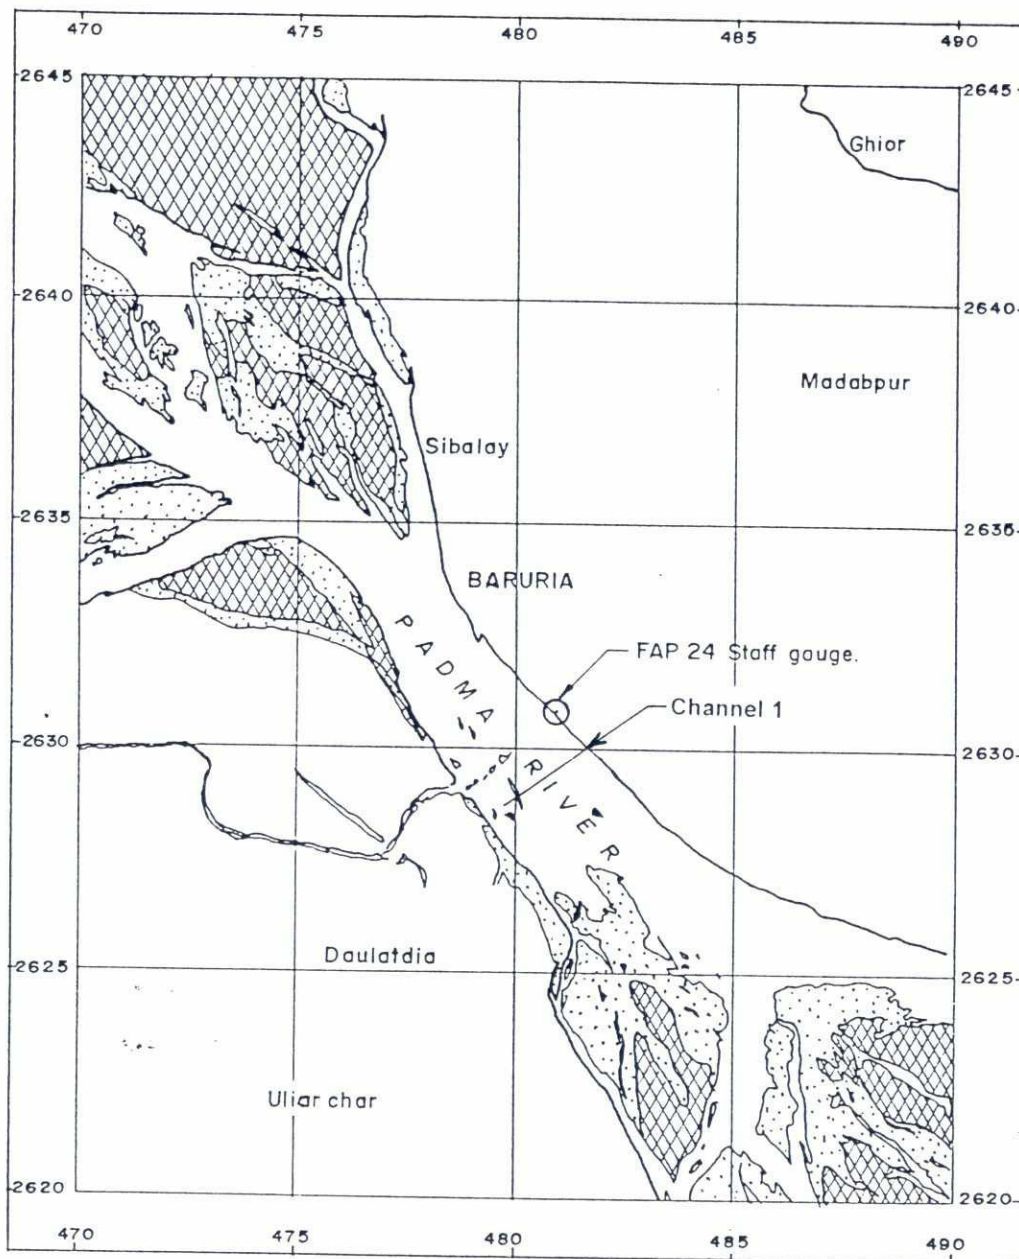 470 475 480 485 490
2645 2645
Ghior
2640 2640
Madabpur
Sibalay
2635 2635
BARURIA
PADMA RIVER
FAP 24 Staff gauge.
Channel 1
2630 2630
Daulatdia
2625 2625
Uliar char
2620 2620
470 475 480 485 490